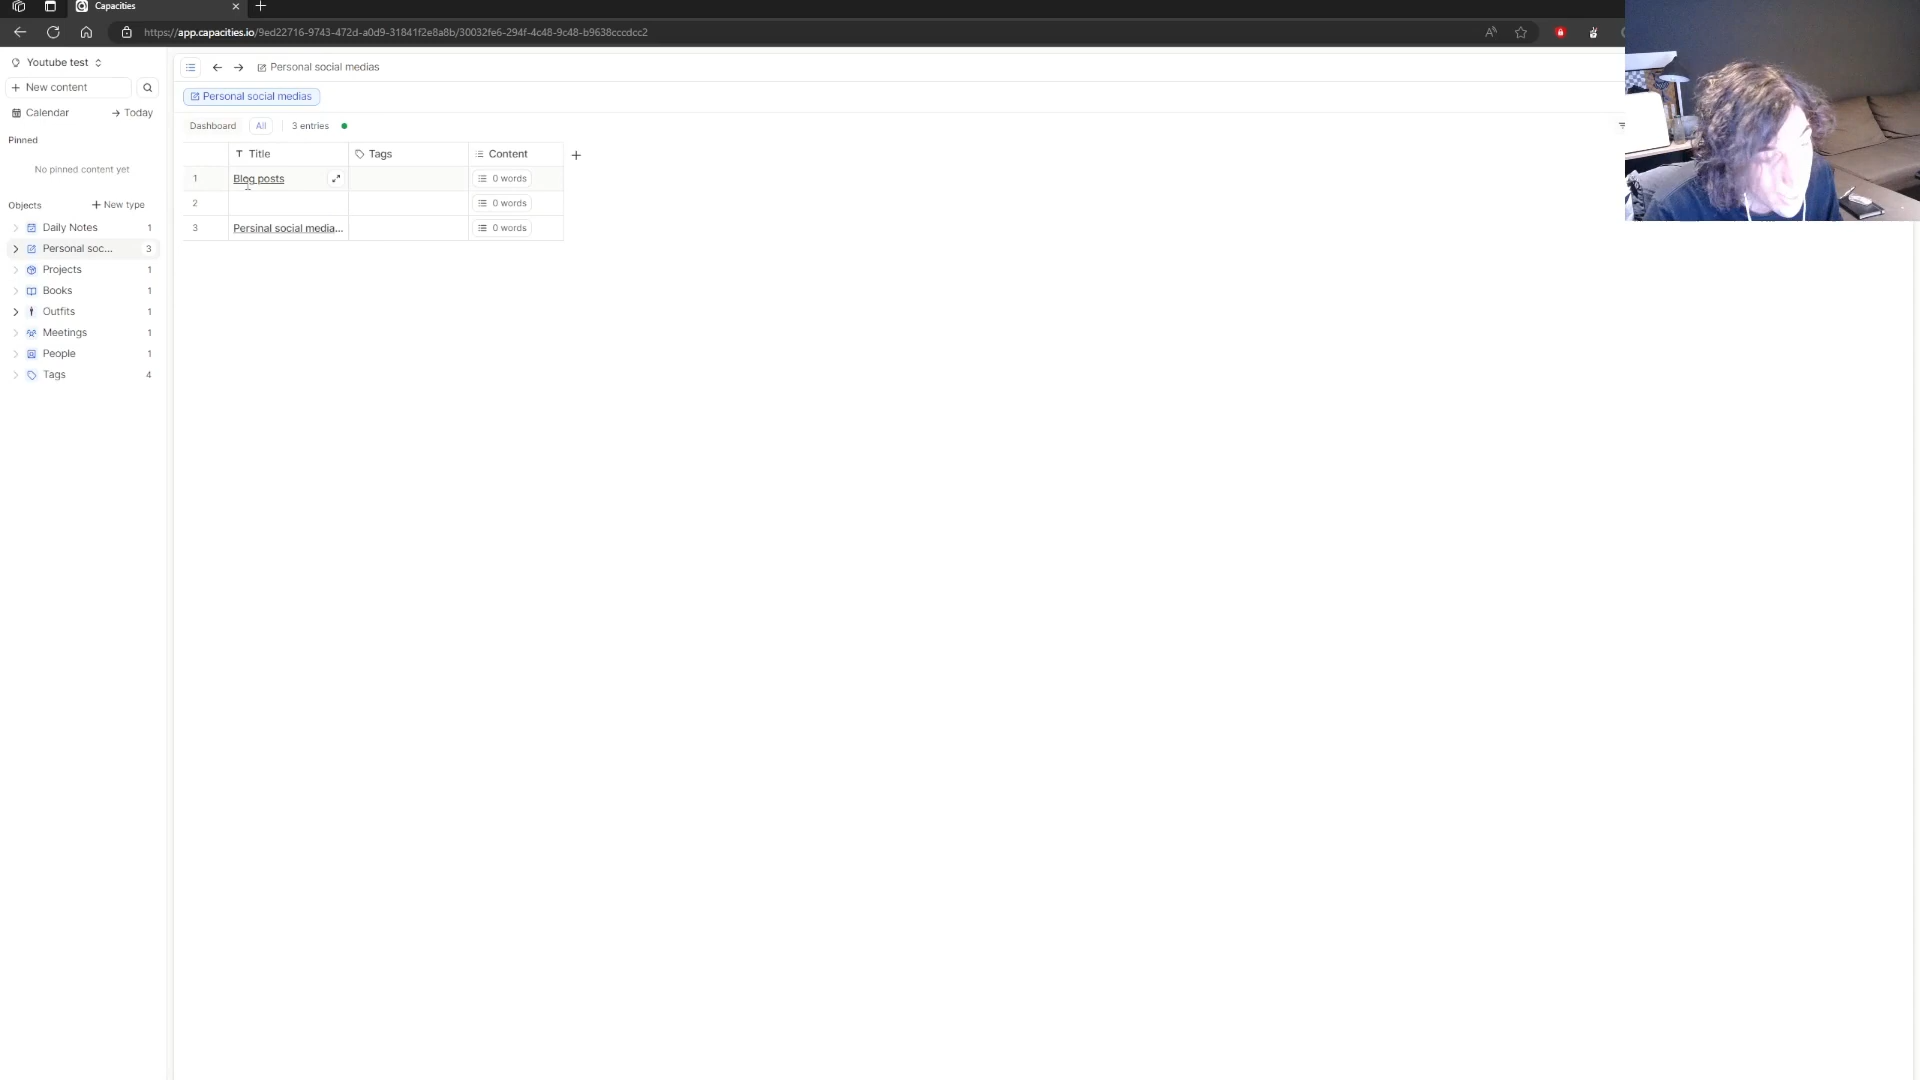 Capacities
https://app.capacities.io/9ed22716-9743-472d-a0d9-31841f2e8a8b/30032fe6-294f-4c48-9c48-b9638cccdcc2
Youtube test
Personal social medias
New content
Personal social medias
Calendar
Today
Dashboard
All
3 entries
Pinned
Title
Tags
Content
No pinned content yet
1
Blog posts
0 words
Objects
New type
2
0 words
Daily Notes
1
3
Persinal social media...
0 words
Personal soc...
3
Projects
1
Books
1
Outfits
1
Meetings
1
People
1
Tags
4